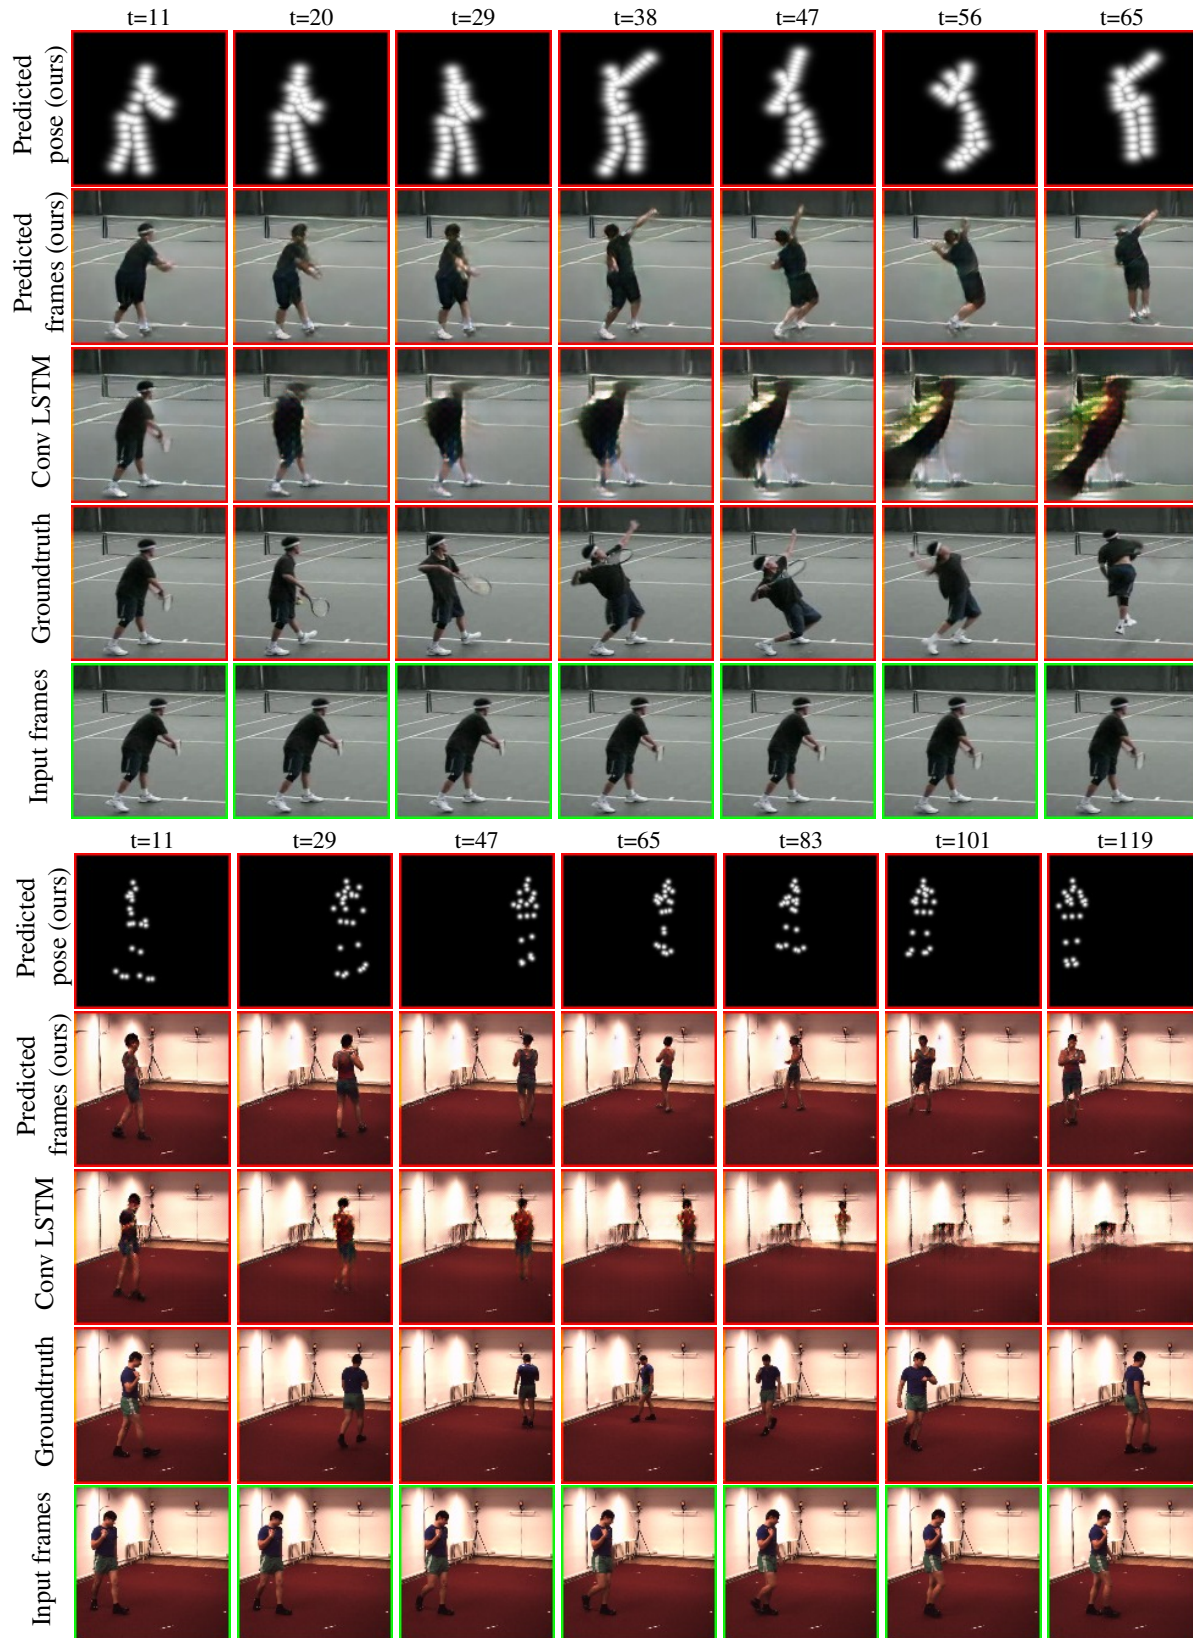 t=11 t=20 t=29 t=38 t=47 t=56 t=65
Predicted
pose (ours)
Predicted
frames (ours)
Conv LSTM
Groundtruth
Input frames
t=11 t=29 t=47 t=65 t=83 t=101 t=119
Predicted
pose (ours)
Predicted
frames (ours)
Conv LSTM
Groundtruth
Input frames